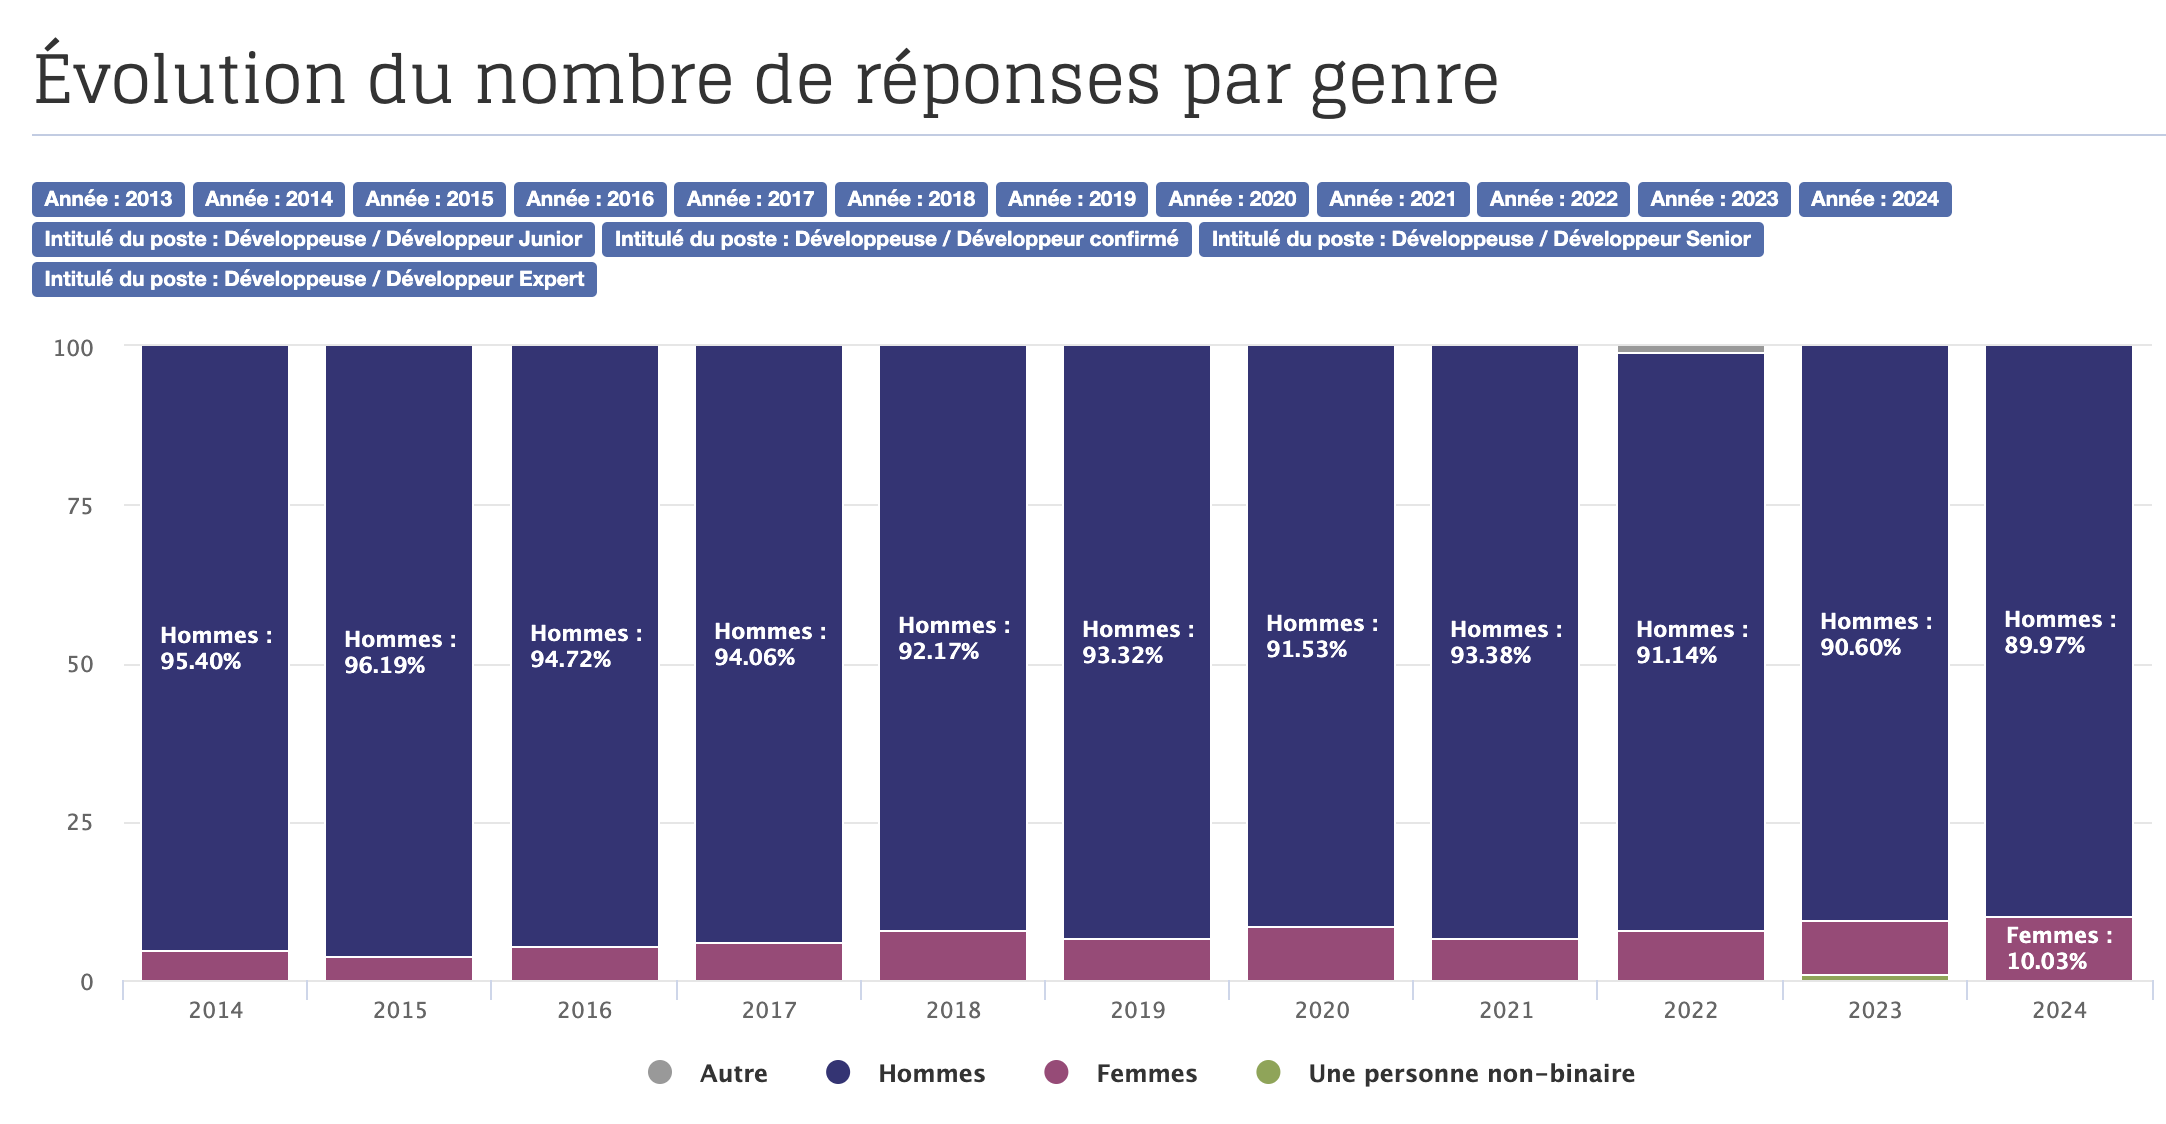 Évolution du nombre de réponses par genre
Année : 2013 Année : 2014 Année : 2015 Année : 2016 Année : 2017 Année : 2018 Année : 2019 Année : 2020 Année : 2021 Année : 2022 Année : 2023 Année : 2024
Intitulé du poste : Développeuse / Développeur Junior Intitulé du poste : Développeuse / Développeur confirmé Intitulé du poste : Développeuse / Développeur Senior
Intitulé du poste : Développeuse / Développeur Expert
100
75
50
25
0
Hommes :
95.40%
Hommes :
96.19%
Hommes :
94.72%
Hommes :
94.06%
Hommes :
92.17%
Hommes :
93.32%
Hommes :
91.53%
Hommes :
93.38%
Hommes :
91.14%
Hommes :
90.60%
Hommes :
89.97%
Femmes :
10.03%
2014 2015 2016 2017 2018 2019 2020 2021 2022 2023 2024
Autre Hommes Femmes Une personne non-binaire